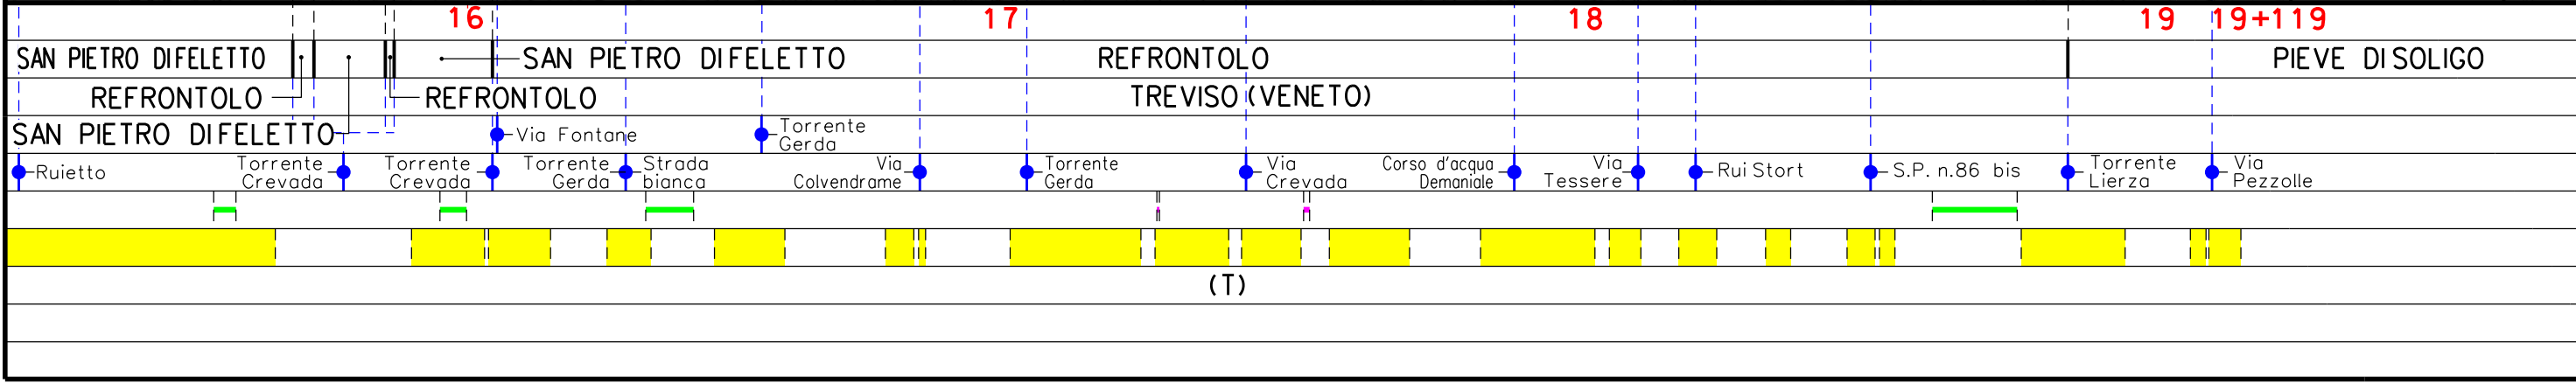 16 17 18 19 19+119
SAN PIETRO DI FELETTO SAN PIETRO DI FELETTO REFRONTOLO PIEVE DI SOLIGO
REFRONTOLO REFRONTOLO TREVISO (VENETO)
SAN PIETRO DI FELETTO Via Fontane Torrente
Gerda
Ruietto Torrente Torrente Torrente Strada Via Torrente Via Corso d'acqua Via Rui Stort S.P. n.86 bis Torrente Via
Crevada Crevada Gerda bianca Colvendrame Gerda Crevada Demaniale Tessere Lierza Pezzolle
(T)